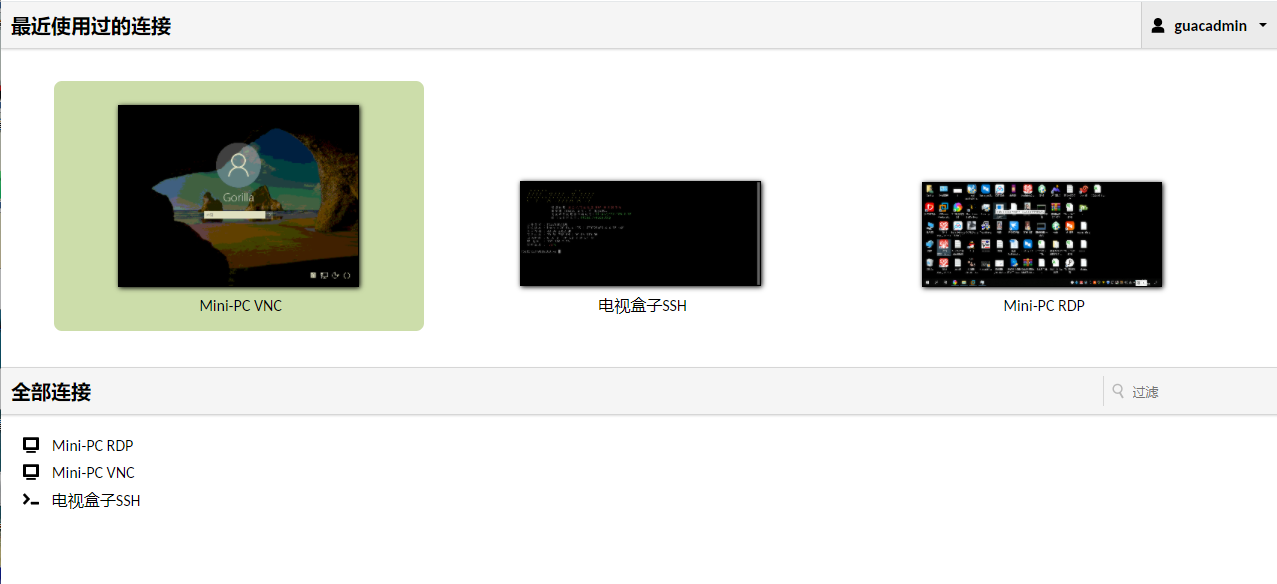 最近使用过的连接
guacadmin
Gorilla
Mini-PC VNC
电视盒子SSH
Mini-PC RDP
全部连接
过滤
Mini-PC RDP
Mini-PC VNC
电视盒子SSH